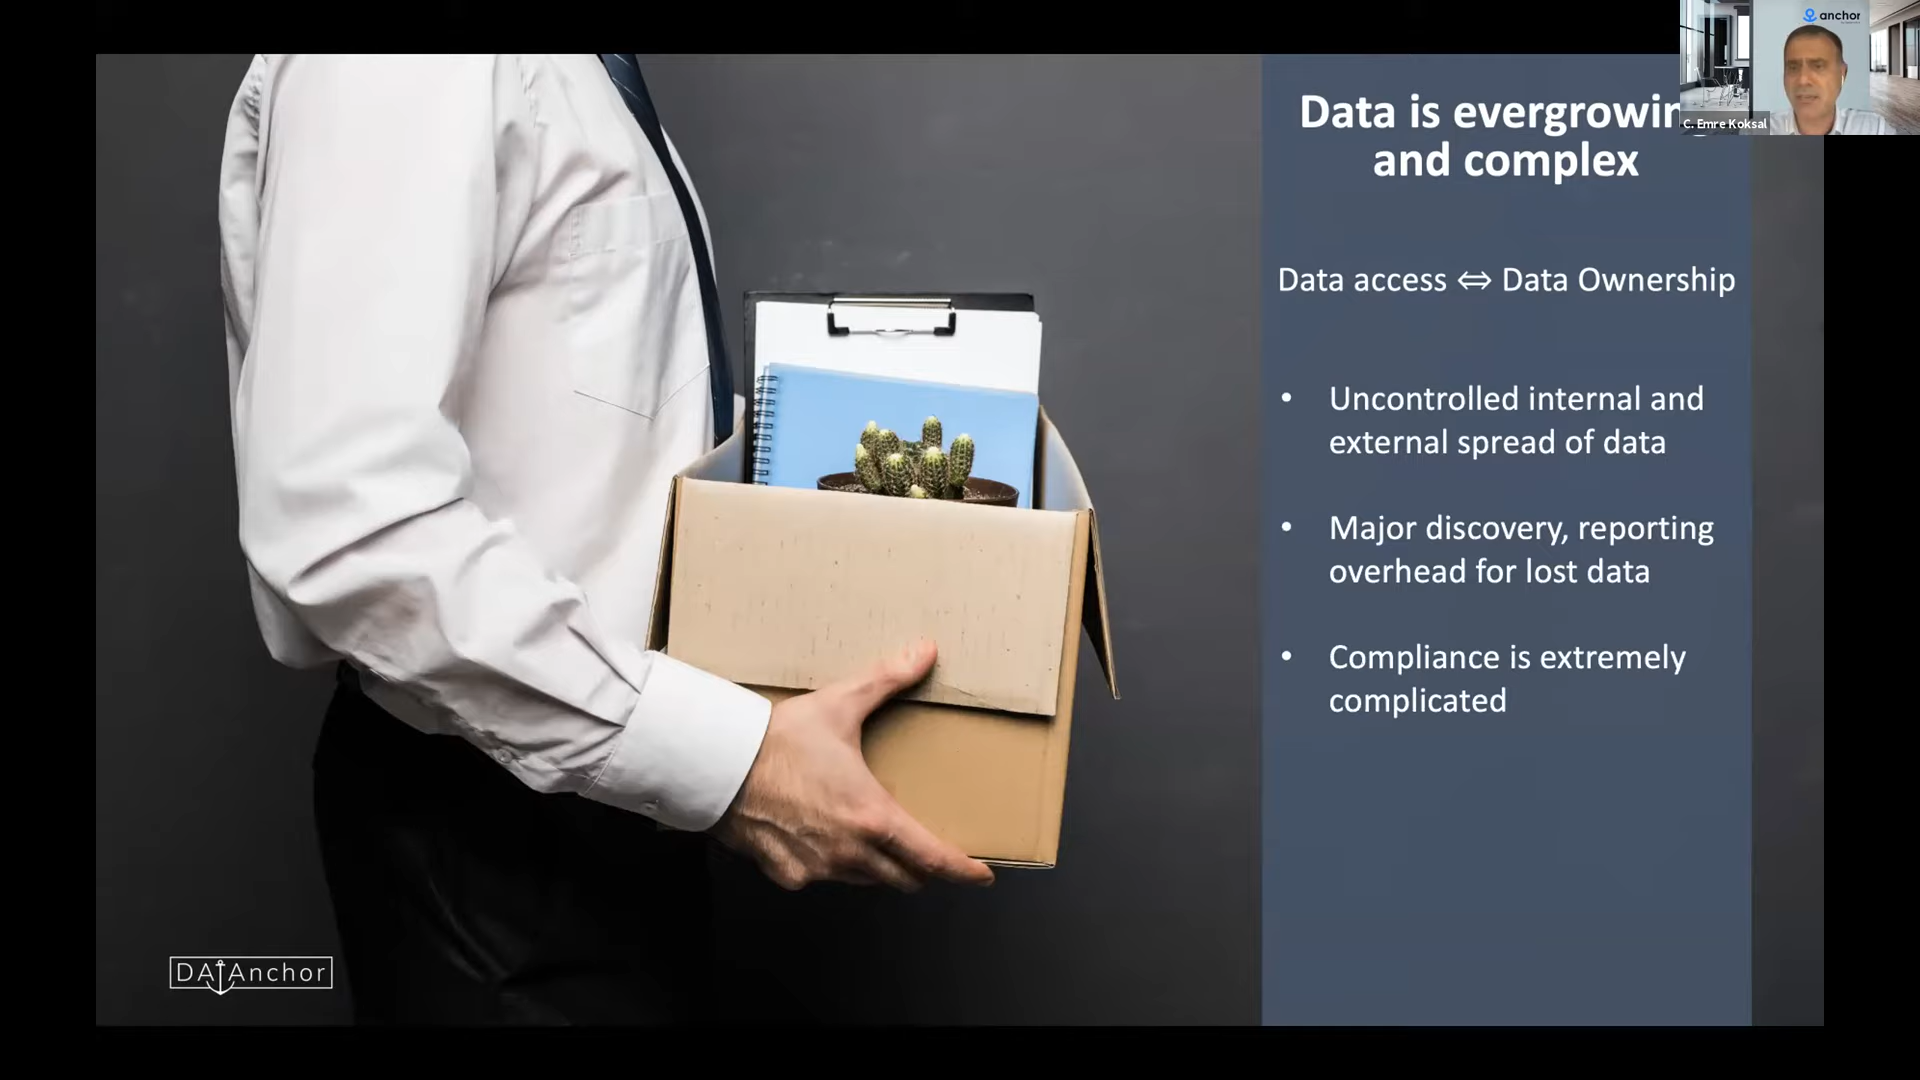 anchor
C. Emre Koksal
Data is evergrowing
and complex
Data access ⇔ Data Ownership
• Uncontrolled internal and
external spread of data
• Major discovery, reporting
overhead for lost data
• Compliance is extremely
complicated
DATAnchor